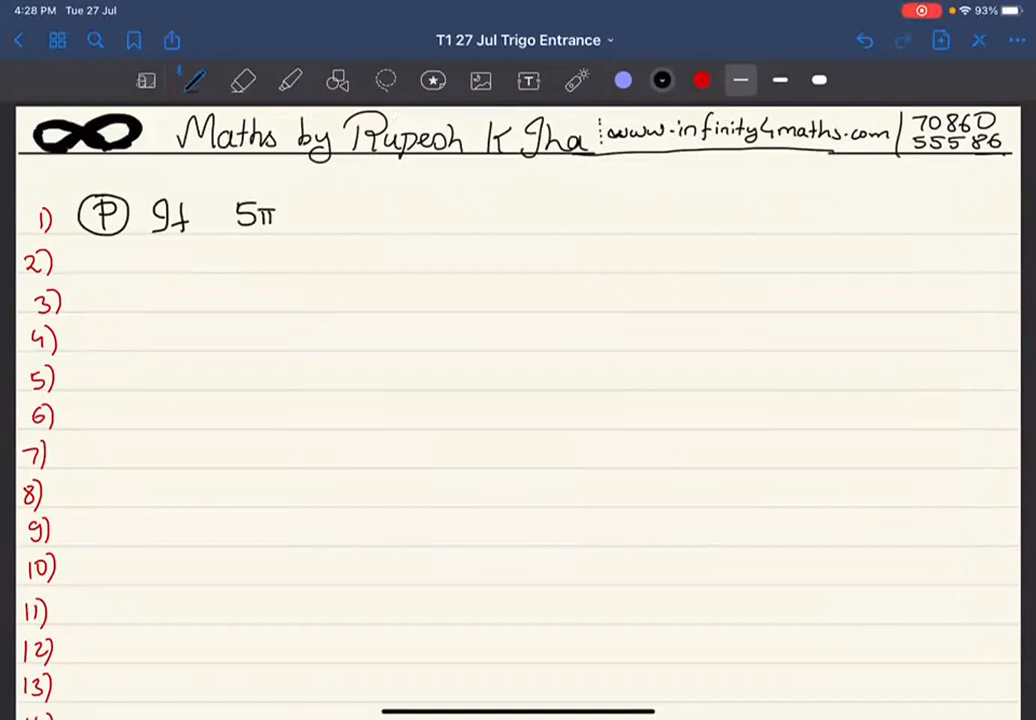 4:28 PM Tue 27 Jul 93%
T1 27 Jul Trigo Entrance
T
Maths by Rupesh K Jha www.infinity4maths.com 70860
55586
1) P If 5π
2)
3)
4)
5)
6)
7)
8)
9)
10)
11)
12)
13)